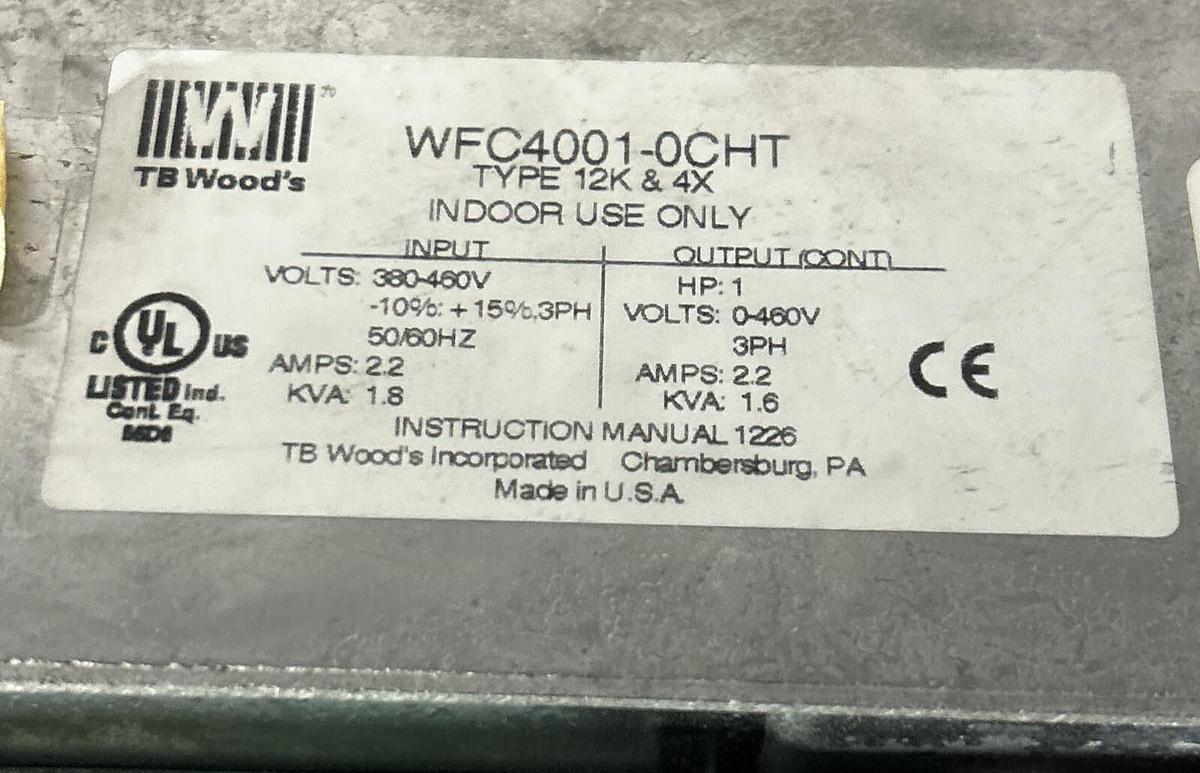 TB Wood's
WFC4001-0CHT
TYPE 12K & 4X
INDOOR USE ONLY
INPUT
VOLTS: 380-460V
-10%: +15%,3PH
50/60HZ
AMPS: 2.2
KVA: 1.8
OUTPUT (CONT)
HP: 1
VOLTS: 0-460V
3PH
AMPS: 2.2
KVA: 1.6
C UL US
LISTED Ind.
Cont. Eq.
CE
INSTRUCTION MANUAL 1226
TB Wood's Incorporated Chambersburg, PA
Made in U.S.A.